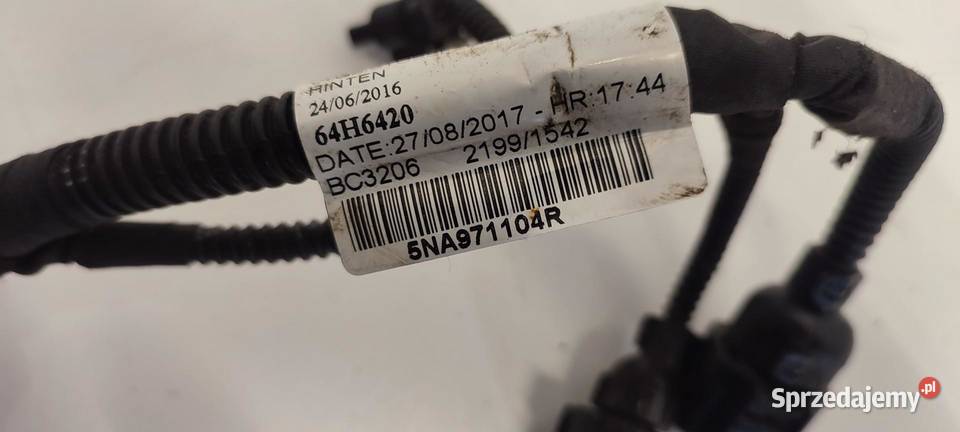 HINTEN
24/06/2016
64H6420
DATE:27/08/2017 - HR:17:44
BC3206 2199/1542
5NA971104R
Sprzedajemy.pl